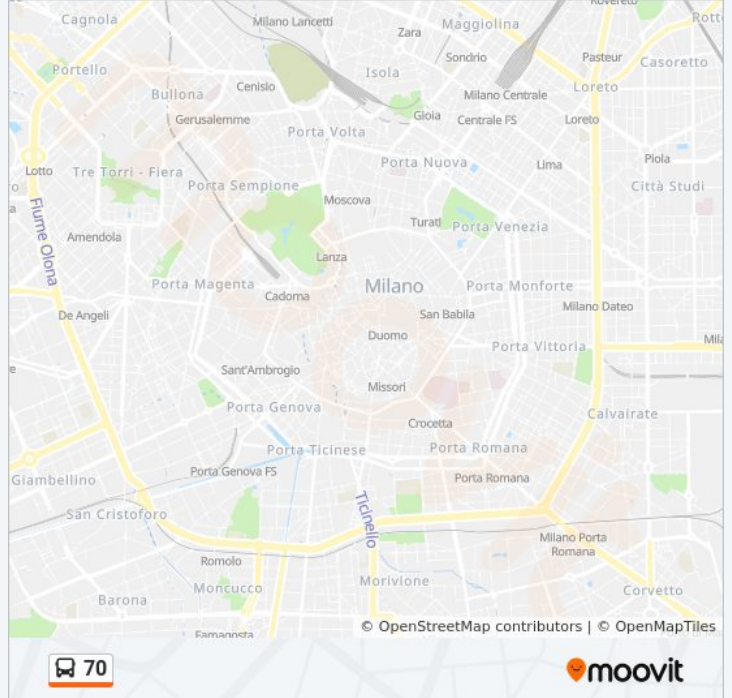 Cagnola
Milano Lancetti
Zara
Maggiolina
Rovereto
Rott
Portello
Cenisio
Isola
Sondrio
Pasteur
Casoretto
Bullona
Gerusalemme
Porta Volta
Gioia
Milano Centrale
Centrale FS
Loreto
Loreto
Lotto
Tre Torri - Fiera
Porta Nuova
Lima
Piola
Porta Sempione
Città Studi
o
a
Moscova
Turati
Porta Venezia
Fiume Olona
Amendola
Lanza
Porta Magenta
Cadorna
Milano
Porta Monforte
San Babila
Milano Dateo
De Angeli
Duomo
Porta Vittoria
Mila
e
Sant'Ambrogio
Missori
Porta Genova
Crocetta
Calvairate
Porta Ticinese
Porta Romana
Porta Genova FS
Porta Romana
Giambellino
San Cristoforo
Ticinello
Milano Porta
Romana
Romolo
Moncucco
Morivione
Corvetto
Barona
Famagosta
© OpenStreetMap contributors | © OpenMapTiles
70
moovit